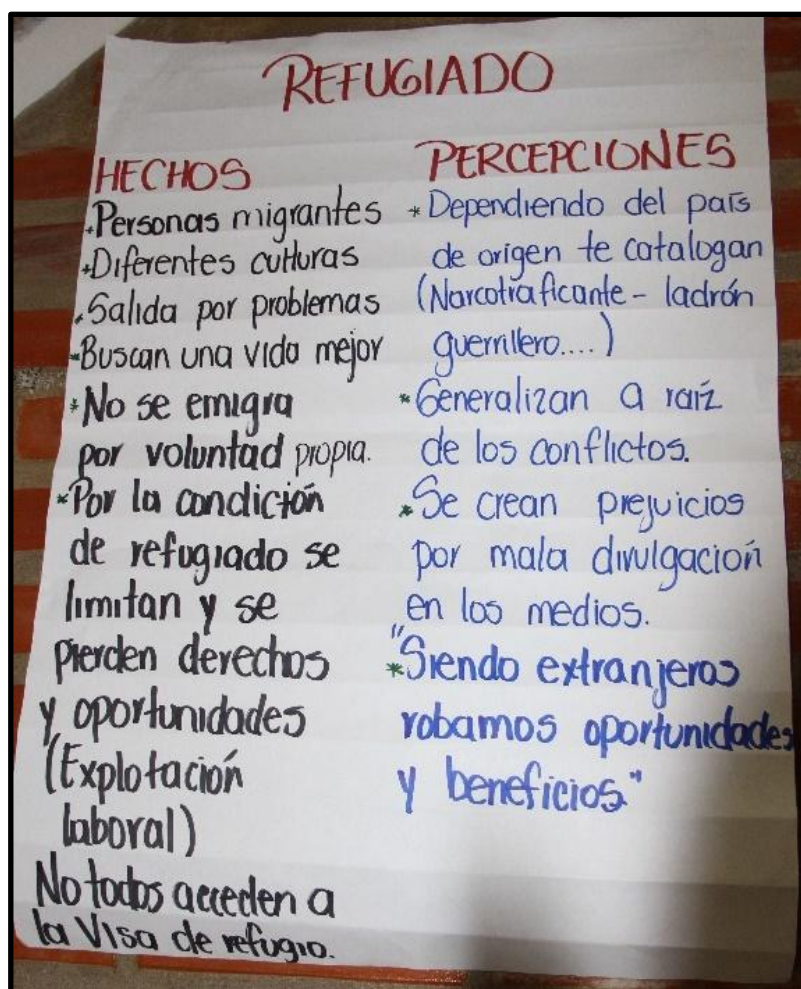 REFUGIADO
HECHOS
*Personas migrantes
*Diferentes culturas
*Salida por problemas
*Buscan una vida mejor
*No se emigra
por voluntad propia.
*Por la condición
de refugiado se
limitan y se
pierden derechos
y oportunidades
(Explotación
laboral)
No todos acceden a
la Visa de refugio.
PERCEPCIONES
*Dependiendo del país
de origen te catalogan
(Narcotraficante - ladrón
guerrillero....)
*Generalizan a raíz
de los conflictos.
*Se crean prejuicios
por mala divulgación
en los medios.
*"Siendo extranjeros
robamos oportunidades
y beneficios."